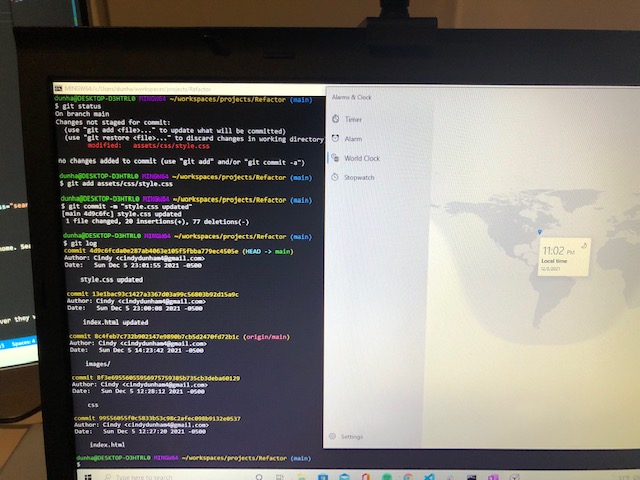 MINGW64:/c/Users/dunha/workspaces/projects/Refactor
dunha@DESKTOP-D3HTRL0 MINGW64 ~/workspaces/projects/Refactor (main)
$ git status
On branch main
Changes not staged for commit:
(use "git add <file>..." to update what will be committed)
(use "git restore <file>..." to discard changes in working directory
modified: assets/css/style.css
no changes added to commit (use "git add" and/or "git commit -a")
dunha@DESKTOP-D3HTRL0 MINGW64 ~/workspaces/projects/Refactor (main)
$ git add assets/css/style.css
dunha@DESKTOP-D3HTRL0 MINGW64 ~/workspaces/projects/Refactor (main)
$ git commit -m "style.css updated"
[main 4d9c6fc] style.css updated
1 file changed, 20 insertions(+), 77 deletions(-)
dunha@DESKTOP-D3HTRL0 MINGW64 ~/workspaces/projects/Refactor (main)
$ git log
commit 4d9c6fcda0e287ab4063e105f5fbba779ec4505e (HEAD -> main)
Author: Cindy <cindydunham4@gmail.com>
Date: Sun Dec 5 23:01:55 2021 -0500
style.css updated
commit 13e1bac93c1427a3367d03a99c56803b92d15a9c
Author: Cindy <cindydunham4@gmail.com>
Date: Sun Dec 5 23:00:08 2021 -0500
index.html updated
commit 8c4feb7c732b902147e9890b7cb5d2470fd72b1c (origin/main)
Author: Cindy <cindydunham4@gmail.com>
Date: Sun Dec 5 14:23:42 2021 -0500
images/
commit 8f3e6955605595697575938​5b735cb3deba60129
Author: Cindy <cindydunham4@gmail.com>
Date: Sun Dec 5 12:28:12 2021 -0500
css
commit 99556055f0c5833b53c98c2afec098b9132e0537
Author: Cindy <cindydunham4@gmail.com>
Date: Sun Dec 5 12:27:20 2021 -0500
index.html
dunha@DESKTOP-D3HTRL0 MINGW64 ~/workspaces/projects/Refactor (main)
$
Alarms & Clock
Timer
Alarm
World Clock
Stopwatch
11:02 PM
Local time
12/5/2021
Settings
Type here to search